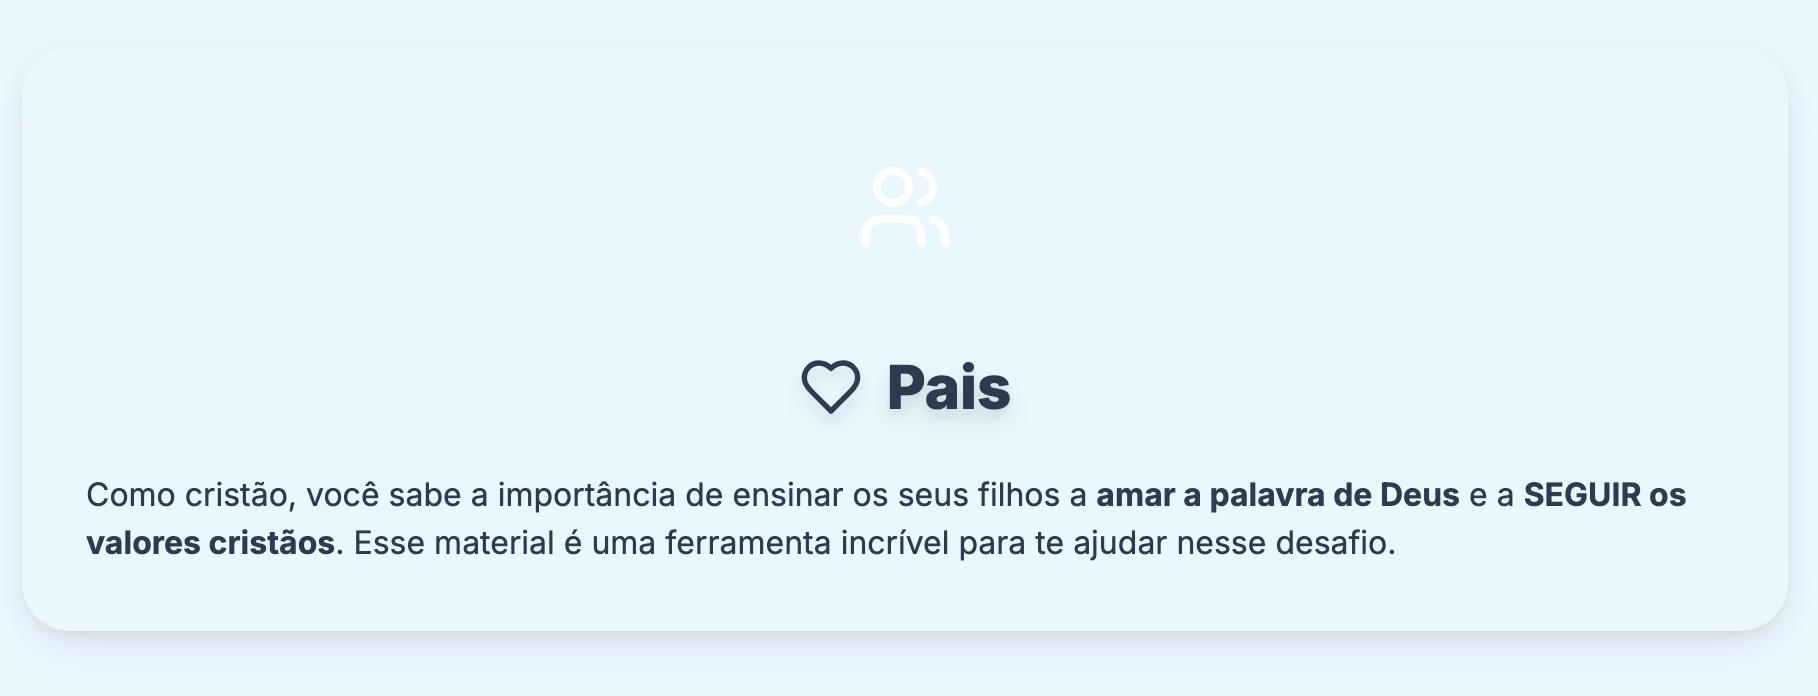 Pais
Como cristão, você sabe a importância de ensinar os seus filhos a amar a palavra de Deus e a SEGUIR os
valores cristãos. Esse material é uma ferramenta incrível para te ajudar nesse desafio.